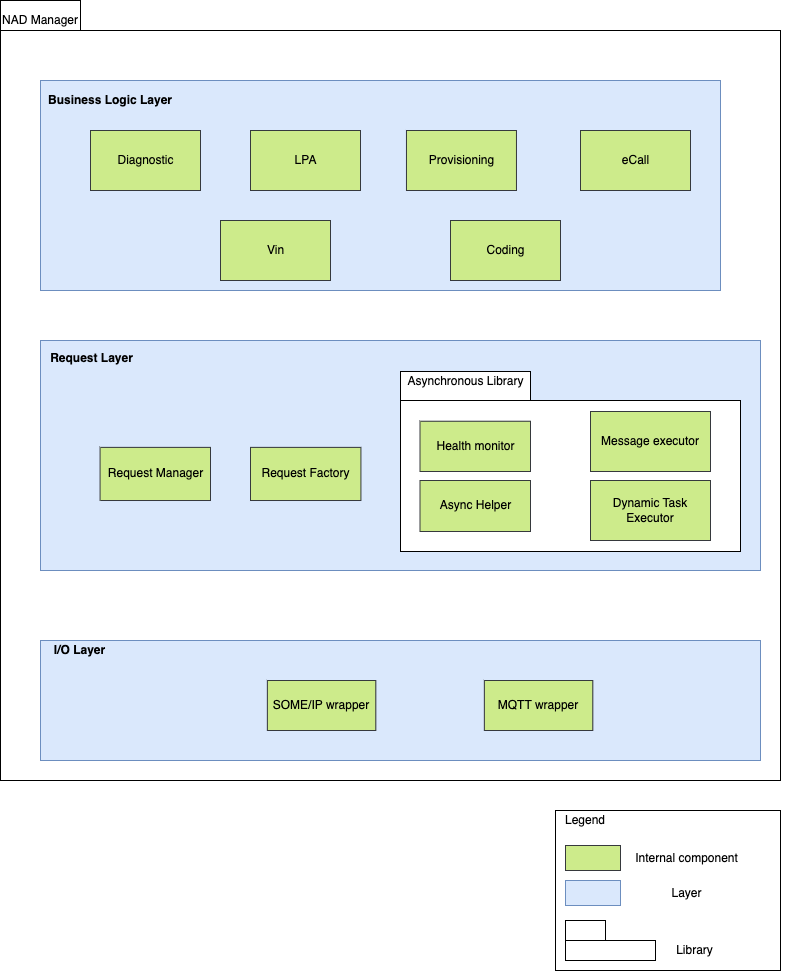 NAD Manager
Business Logic Layer
Diagnostic
LPA
Provisioning
eCall
Vin
Coding
Request Layer
Asynchronous Library
Health monitor
Message executor
Request Manager
Request Factory
Async Helper
Dynamic Task
Executor
I/O Layer
SOME/IP wrapper
MQTT wrapper
Legend
Internal component
Layer
Library